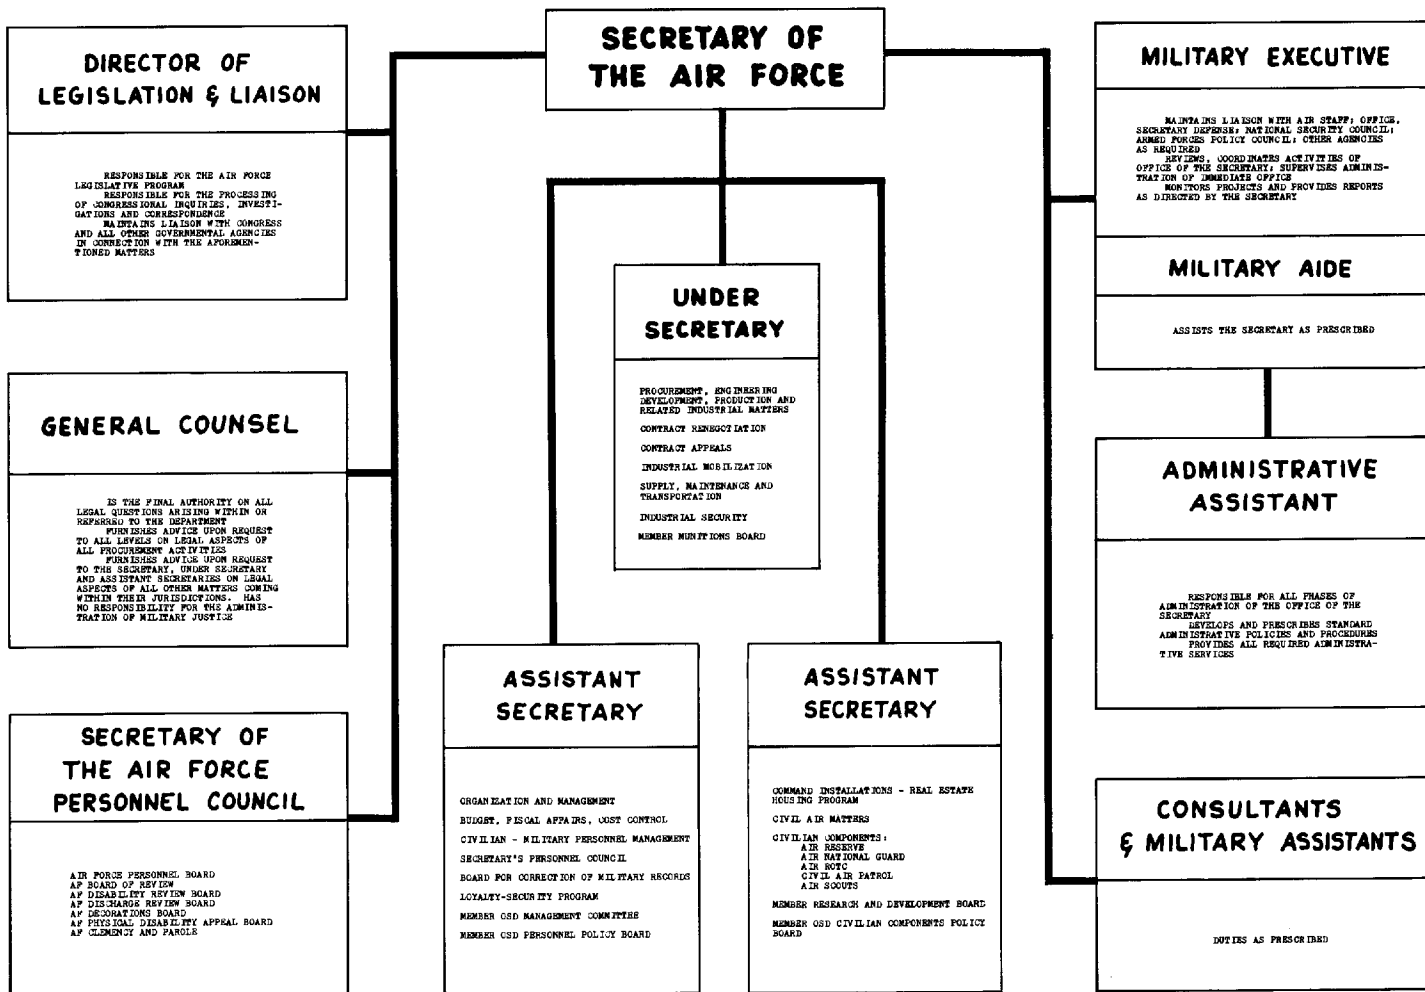 SECRETARY OF
THE AIR FORCE
DIRECTOR OF
LEGISLATION & LIAISON
RESPONSIBLE FOR THE AIR FORCE
LEGISLATIVE PROGRAM
RESPONSIBLE FOR THE PROCESSING
OF CONGRESSIONAL INQUIRIES, INVESTI-
GATIONS AND CORRESPONDENCE
MAINTAINS LIAISON WITH CONGRESS
AND ALL OTHER GOVERNMENTAL AGENCIES
IN CONNECTION WITH THE AFOREMEN-
TIONED MATTERS
GENERAL COUNSEL
IS THE FINAL AUTHORITY ON ALL
LEGAL QUESTIONS ARISING WITHIN OR
REFERRED TO THE DEPARTMENT
FURNISHES ADVICE UPON REQUEST
TO ALL LEVELS ON LEGAL ASPECTS OF
ALL PROCUREMENT ACTIVITIES
FURNISHES ADVICE UPON REQUEST
TO THE SECRETARY, UNDER SECRETARY
AND ASSISTANT SECRETARIES ON LEGAL
ASPECTS OF ALL OTHER MATTERS COMING
WITHIN THEIR JURISDICTIONS. HAS
NO RESPONSIBILITY FOR THE ADMINIS-
TRATION OF MILITARY JUSTICE
SECRETARY OF
THE AIR FORCE
PERSONNEL COUNCIL
AIR FORCE PERSONNEL BOARD
AF BOARD OF REVIEW
AF DISABILITY REVIEW BOARD
AF DISCHARGE REVIEW BOARD
AF DECORATIONS BOARD
AF PHYSICAL DISABILITY APPEAL BOARD
AF CLEMENCY AND PAROLE
UNDER
SECRETARY
PROCUREMENT, ENGINEERING
DEVELOPMENT, PRODUCTION AND
RELATED INDUSTRIAL MATTERS
CONTRACT RENEGOTIATION
CONTRACT APPEALS
INDUSTRIAL MOBILIZATION
SUPPLY, MAINTENANCE AND
TRANSPORTATION
INDUSTRIAL SECURITY
MEMBER MUNITIONS BOARD
ASSISTANT
SECRETARY
ORGANIZATION AND MANAGEMENT
BUDGET, FISCAL AFFAIRS, COST CONTROL
CIVILIAN - MILITARY PERSONNEL MANAGEMENT
SECRETARY'S PERSONNEL COUNCIL
BOARD FOR CORRECTION OF MILITARY RECORDS
LOYALTY-SECURITY PROGRAM
MEMBER OSD MANAGEMENT COMMITTEE
MEMBER OSD PERSONNEL POLICY BOARD
ASSISTANT
SECRETARY
COMMAND INSTALLATIONS - REAL ESTATE
HOUSING PROGRAM
CIVIL AIR MATTERS
CIVILIAN COMPONENTS:
AIR RESERVE
AIR NATIONAL GUARD
AIR ROTC
CIVIL AIR PATROL
AIR SCOUTS
MEMBER RESEARCH AND DEVELOPMENT BOARD
MEMBER OSD CIVILIAN COMPONENTS POLICY
BOARD
MILITARY EXECUTIVE
MAINTAINS LIAISON WITH AIR STAFF; OFFICE,
SECRETARY DEFENSE; NATIONAL SECURITY COUNCIL;
ARMED FORCES POLICY COUNCIL; OTHER AGENCIES
AS REQUIRED
REVIEWS, COORDINATES ACTIVITIES OF
OFFICE OF THE SECRETARY; SUPERVISES ADMINIS-
TRATION OF IMMEDIATE OFFICE
MONITORS PROJECTS AND PROVIDES REPORTS
AS DIRECTED BY THE SECRETARY
MILITARY AIDE
ASSISTS THE SECRETARY AS PRESCRIBED
ADMINISTRATIVE
ASSISTANT
RESPONSIBLE FOR ALL PHASES OF
ADMINISTRATION OF THE OFFICE OF THE
SECRETARY
DEVELOPS AND PRESCRIBES STANDARD
ADMINISTRATIVE POLICIES AND PROCEDURES
PROVIDES ALL REQUIRED ADMINISTRA-
TIVE SERVICES
CONSULTANTS
& MILITARY ASSISTANTS
DUTIES AS PRESCRIBED